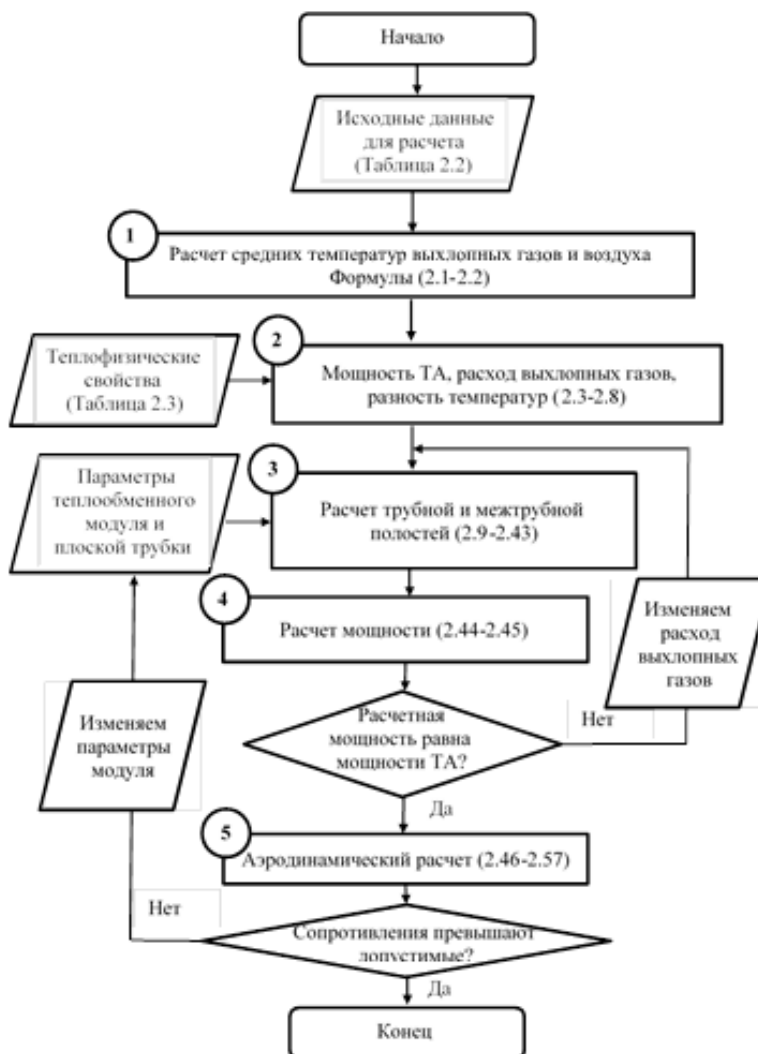 Начало
Исходные данные
для расчета
(Таблица 2.2)
1
Расчет средних температур выхлопных газов и воздуха
Формулы (2.1-2.2)
2
Теплофизические
свойства
(Таблица 2.3)
Мощность ТА, расход выхлопных газов,
разность температур (2.3-2.8)
3
Параметры
теплообменного
модуля и
плоской трубки
Расчет трубной и межтрубной
полостей (2.9-2.43)
4
Расчет мощности (2.44-2.45)
Изменяем
расход
выхлопных
газов
Расчетная
мощность равна
мощности ТА?
Нет
Изменяем
параметры
модуля
Да
5
Аэродинамический расчет (2.46-2.57)
Нет
Сопротивления превышают
допустимые?
Да
Конец